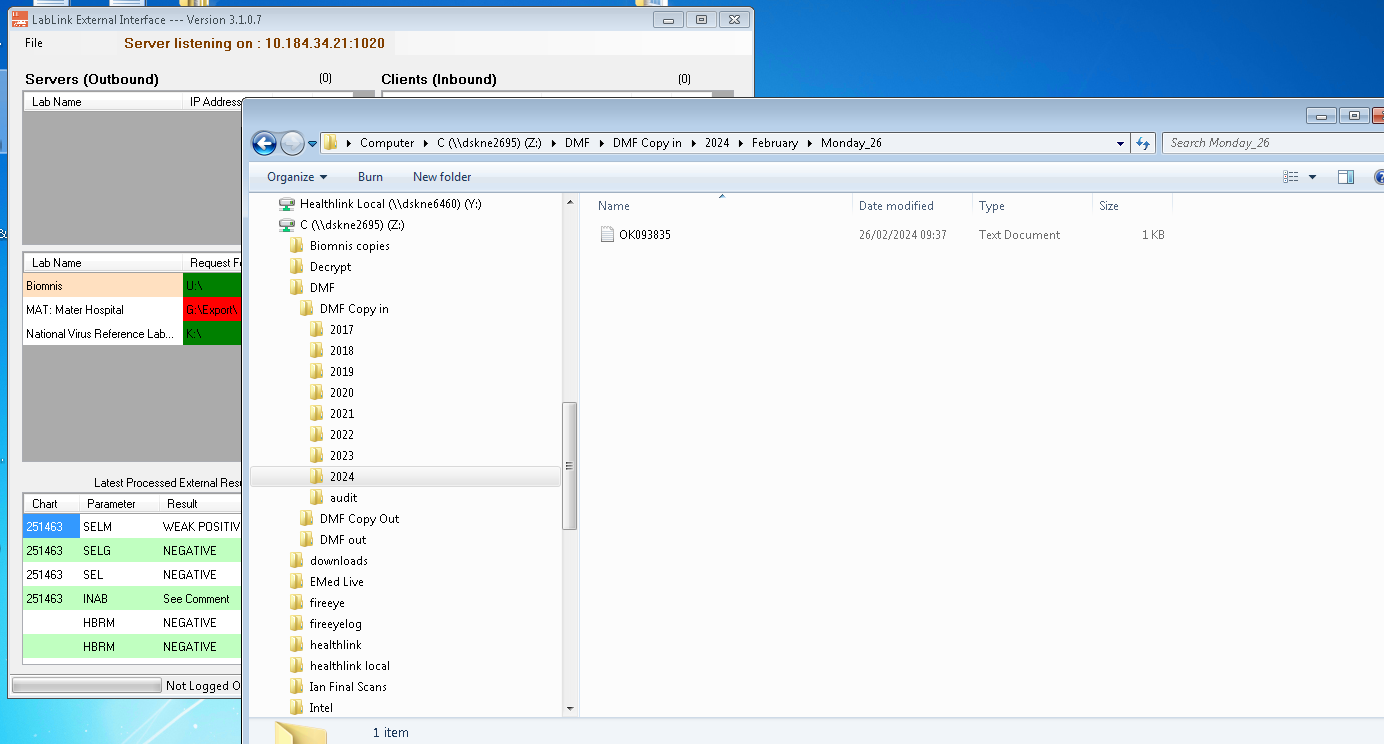 LabLink External Interface --- Version 3.1.0.7
File
Server listening on : 10.184.34.21:1020
Servers (Outbound) (0) Clients (Inbound) (0)
Lab Name IP Address
Computer C (\\dskne2695) (Z:) DMF DMF Copy in 2024 February Monday_26
Search Monday_26
Organize Burn New folder
Name Date modified Type Size
OK093835 26/02/2024 09:37 Text Document 1 KB
Healthlink Local (\\dskne6460) (Y:)
C (\\dskne2695) (Z:)
Biomnis copies
Decrypt
DMF
DMF Copy in
2017
2018
2019
2020
2021
2022
2023
2024
audit
DMF Copy Out
DMF out
downloads
EMed Live
fireeye
fireeyelog
healthlink
healthlink local
Ian Final Scans
Intel
1 item
Lab Name Request F
Biomnis U:\
MAT: Mater Hospital G:\Export\
National Virus Reference Lab... K:\
Latest Processed External Resu
Chart Parameter Result
251463 SELM WEAK POSITIV
251463 SELG NEGATIVE
251463 SEL NEGATIVE
251463 INAB See Comment
HBRM NEGATIVE
HBRM NEGATIVE
Not Logged O